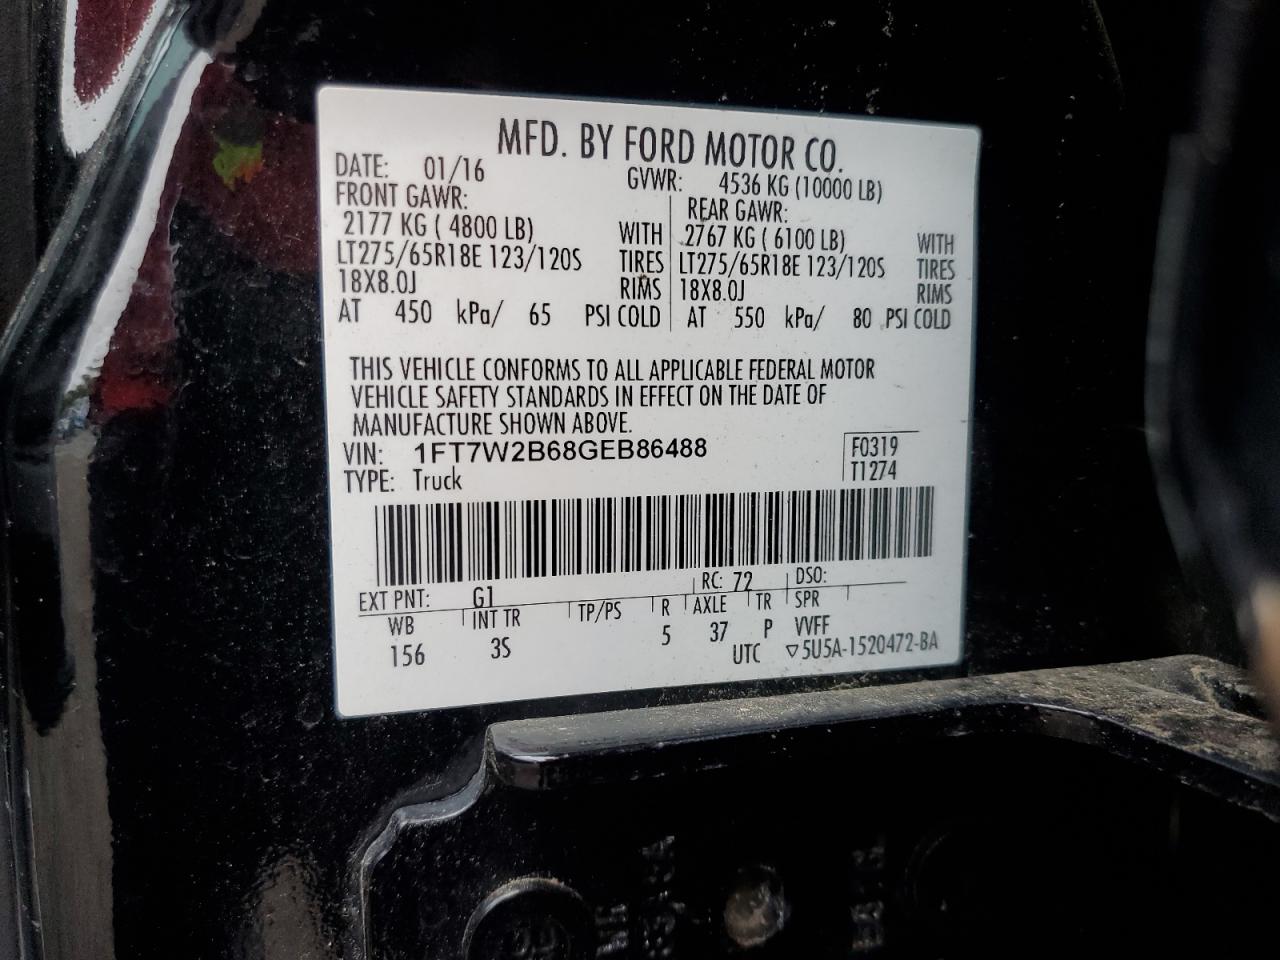 MFD. BY FORD MOTOR CO.
DATE: 01/16 GVWR: 4536 KG (10000 LB)
FRONT GAWR: REAR GAWR:
2177 KG ( 4800 LB) WITH 2767 KG ( 6100 LB) WITH
LT275/65R18E 123/120S TIRES LT275/65R18E 123/120S TIRES
18X8.0J RIMS 18X8.0J RIMS
AT 450 kPa/ 65 PSI COLD AT 550 kPa/ 80 PSI COLD
THIS VEHICLE CONFORMS TO ALL APPLICABLE FEDERAL MOTOR
VEHICLE SAFETY STANDARDS IN EFFECT ON THE DATE OF
MANUFACTURE SHOWN ABOVE.
VIN: 1FT7W2B68GEB86488 F0319
TYPE: Truck T1274
EXT PNT: G1 RC: 72 DSO:
WB INT TR TP/PS R AXLE TR SPR
156 3S 5 37 P VVFF
UTC ▽5U5A-1520472-BA